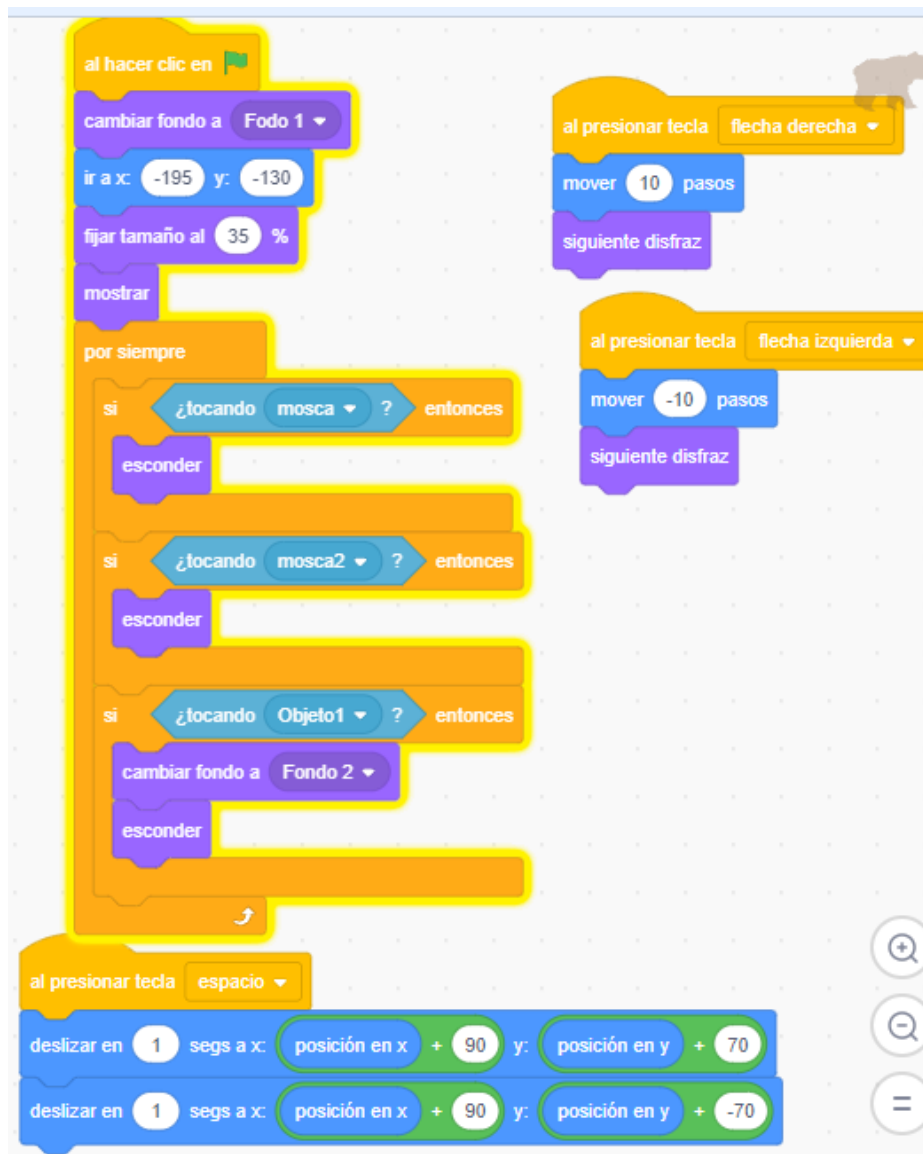 al hacer clic en
cambiar fondo a Fodo 1
ir a x: -195 y: -130
fijar tamaño al 35 %
mostrar
por siempre
si ¿tocando mosca ? entonces
esconder
si ¿tocando mosca2 ? entonces
esconder
si ¿tocando Objeto1 ? entonces
cambiar fondo a Fondo 2
esconder
al presionar tecla espacio
deslizar en 1 segs a x: posición en x + 90 y: posición en y + 70
deslizar en 1 segs a x: posición en x + 90 y: posición en y + -70
al presionar tecla flecha derecha
mover 10 pasos
siguiente disfraz
al presionar tecla flecha izquierda
mover -10 pasos
siguiente disfraz